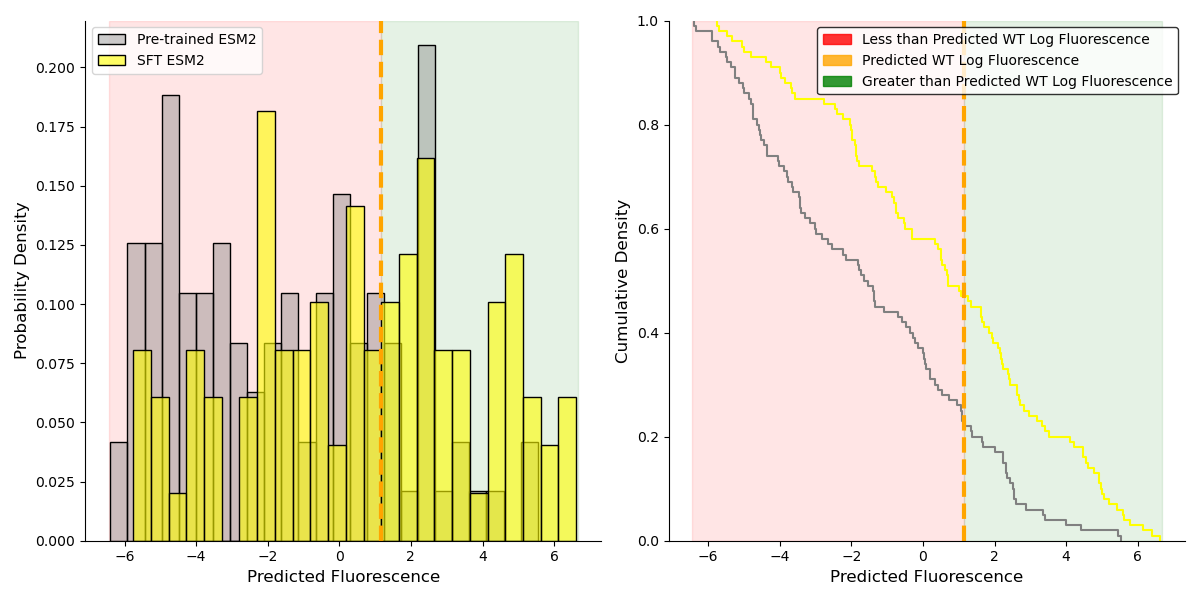 Pre-trained ESM2
SFT ESM2
0.200
0.175
0.150
0.125
0.100
0.075
0.050
0.025
0.000
Probability Density
−6 −4 −2 0 2 4 6
Predicted Fluorescence
Less than Predicted WT Log Fluorescence
Predicted WT Log Fluorescence
Greater than Predicted WT Log Fluorescence
1.0
0.8
0.6
0.4
0.2
0.0
Cumulative Density
−6 −4 −2 0 2 4 6
Predicted Fluorescence